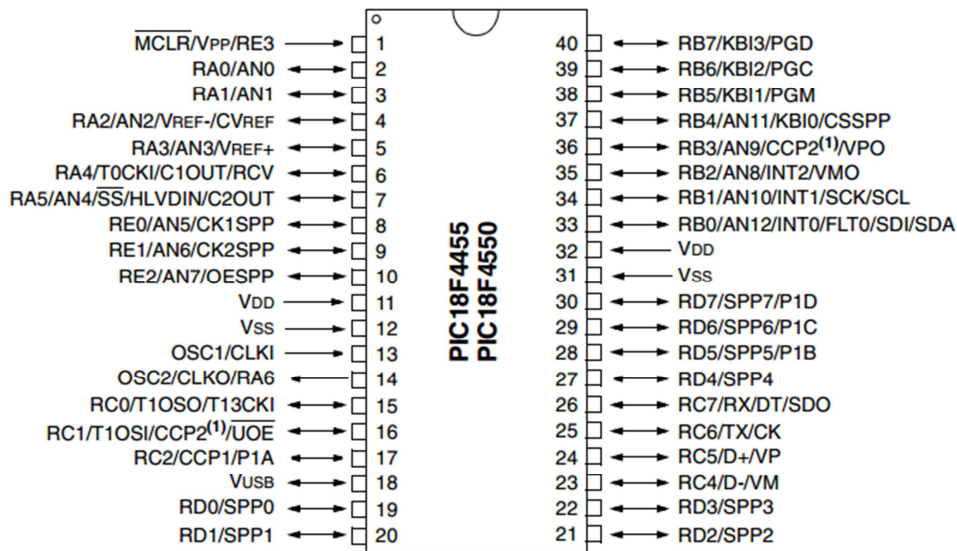 MCLR/VPP/RE3 1
RA0/AN0 2
RA1/AN1 3
RA2/AN2/VREF-/CVREF 4
RA3/AN3/VREF+ 5
RA4/T0CKI/C1OUT/RCV 6
RA5/AN4/SS/HLVDIN/C2OUT 7
RE0/AN5/CK1SPP 8
RE1/AN6/CK2SPP 9
RE2/AN7/OESPP 10
VDD 11
VSS 12
OSC1/CLKI 13
OSC2/CLKO/RA6 14
RC0/T1OSO/T13CKI 15
RC1/T1OSI/CCP2(1)/UOE 16
RC2/CCP1/P1A 17
VUSB 18
RD0/SPP0 19
RD1/SPP1 20
PIC18F4455
PIC18F4550
40 RB7/KBI3/PGD
39 RB6/KBI2/PGC
38 RB5/KBI1/PGM
37 RB4/AN11/KBI0/CSSPP
36 RB3/AN9/CCP2(1)/VPO
35 RB2/AN8/INT2/VMO
34 RB1/AN10/INT1/SCK/SCL
33 RB0/AN12/INT0/FLT0/SDI/SDA
32 VDD
31 VSS
30 RD7/SPP7/P1D
29 RD6/SPP6/P1C
28 RD5/SPP5/P1B
27 RD4/SPP4
26 RC7/RX/DT/SDO
25 RC6/TX/CK
24 RC5/D+/VP
23 RC4/D-/VM
22 RD3/SPP3
21 RD2/SPP2